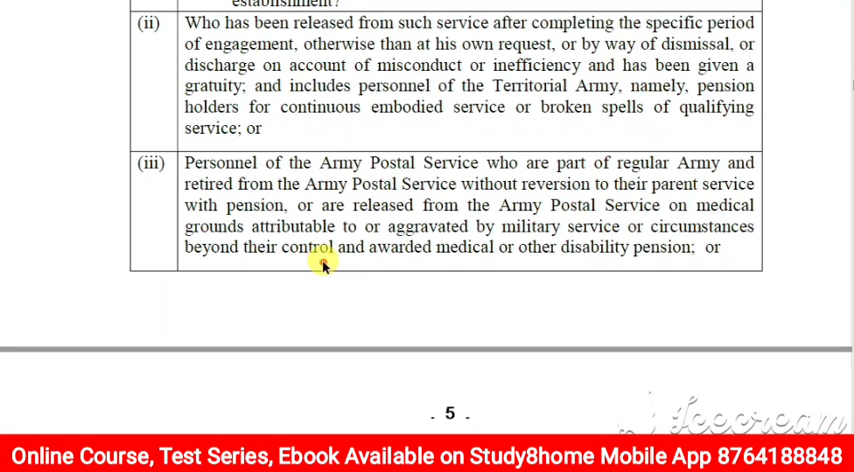 establishment?
(ii) Who has been released from such service after completing the specific period
of engagement, otherwise than at his own request, or by way of dismissal, or
discharge on account of misconduct or inefficiency and has been given a
gratuity; and includes personnel of the Territorial Army, namely, pension
holders for continuous embodied service or broken spells of qualifying
service; or
(iii) Personnel of the Army Postal Service who are part of regular Army and
retired from the Army Postal Service without reversion to their parent service
with pension, or are released from the Army Postal Service on medical
grounds attributable to or aggravated by military service or circumstances
beyond their control and awarded medical or other disability pension; or
- 5 -
Icecream
Online Course, Test Series, Ebook Available on Study8home Mobile App 8764188848